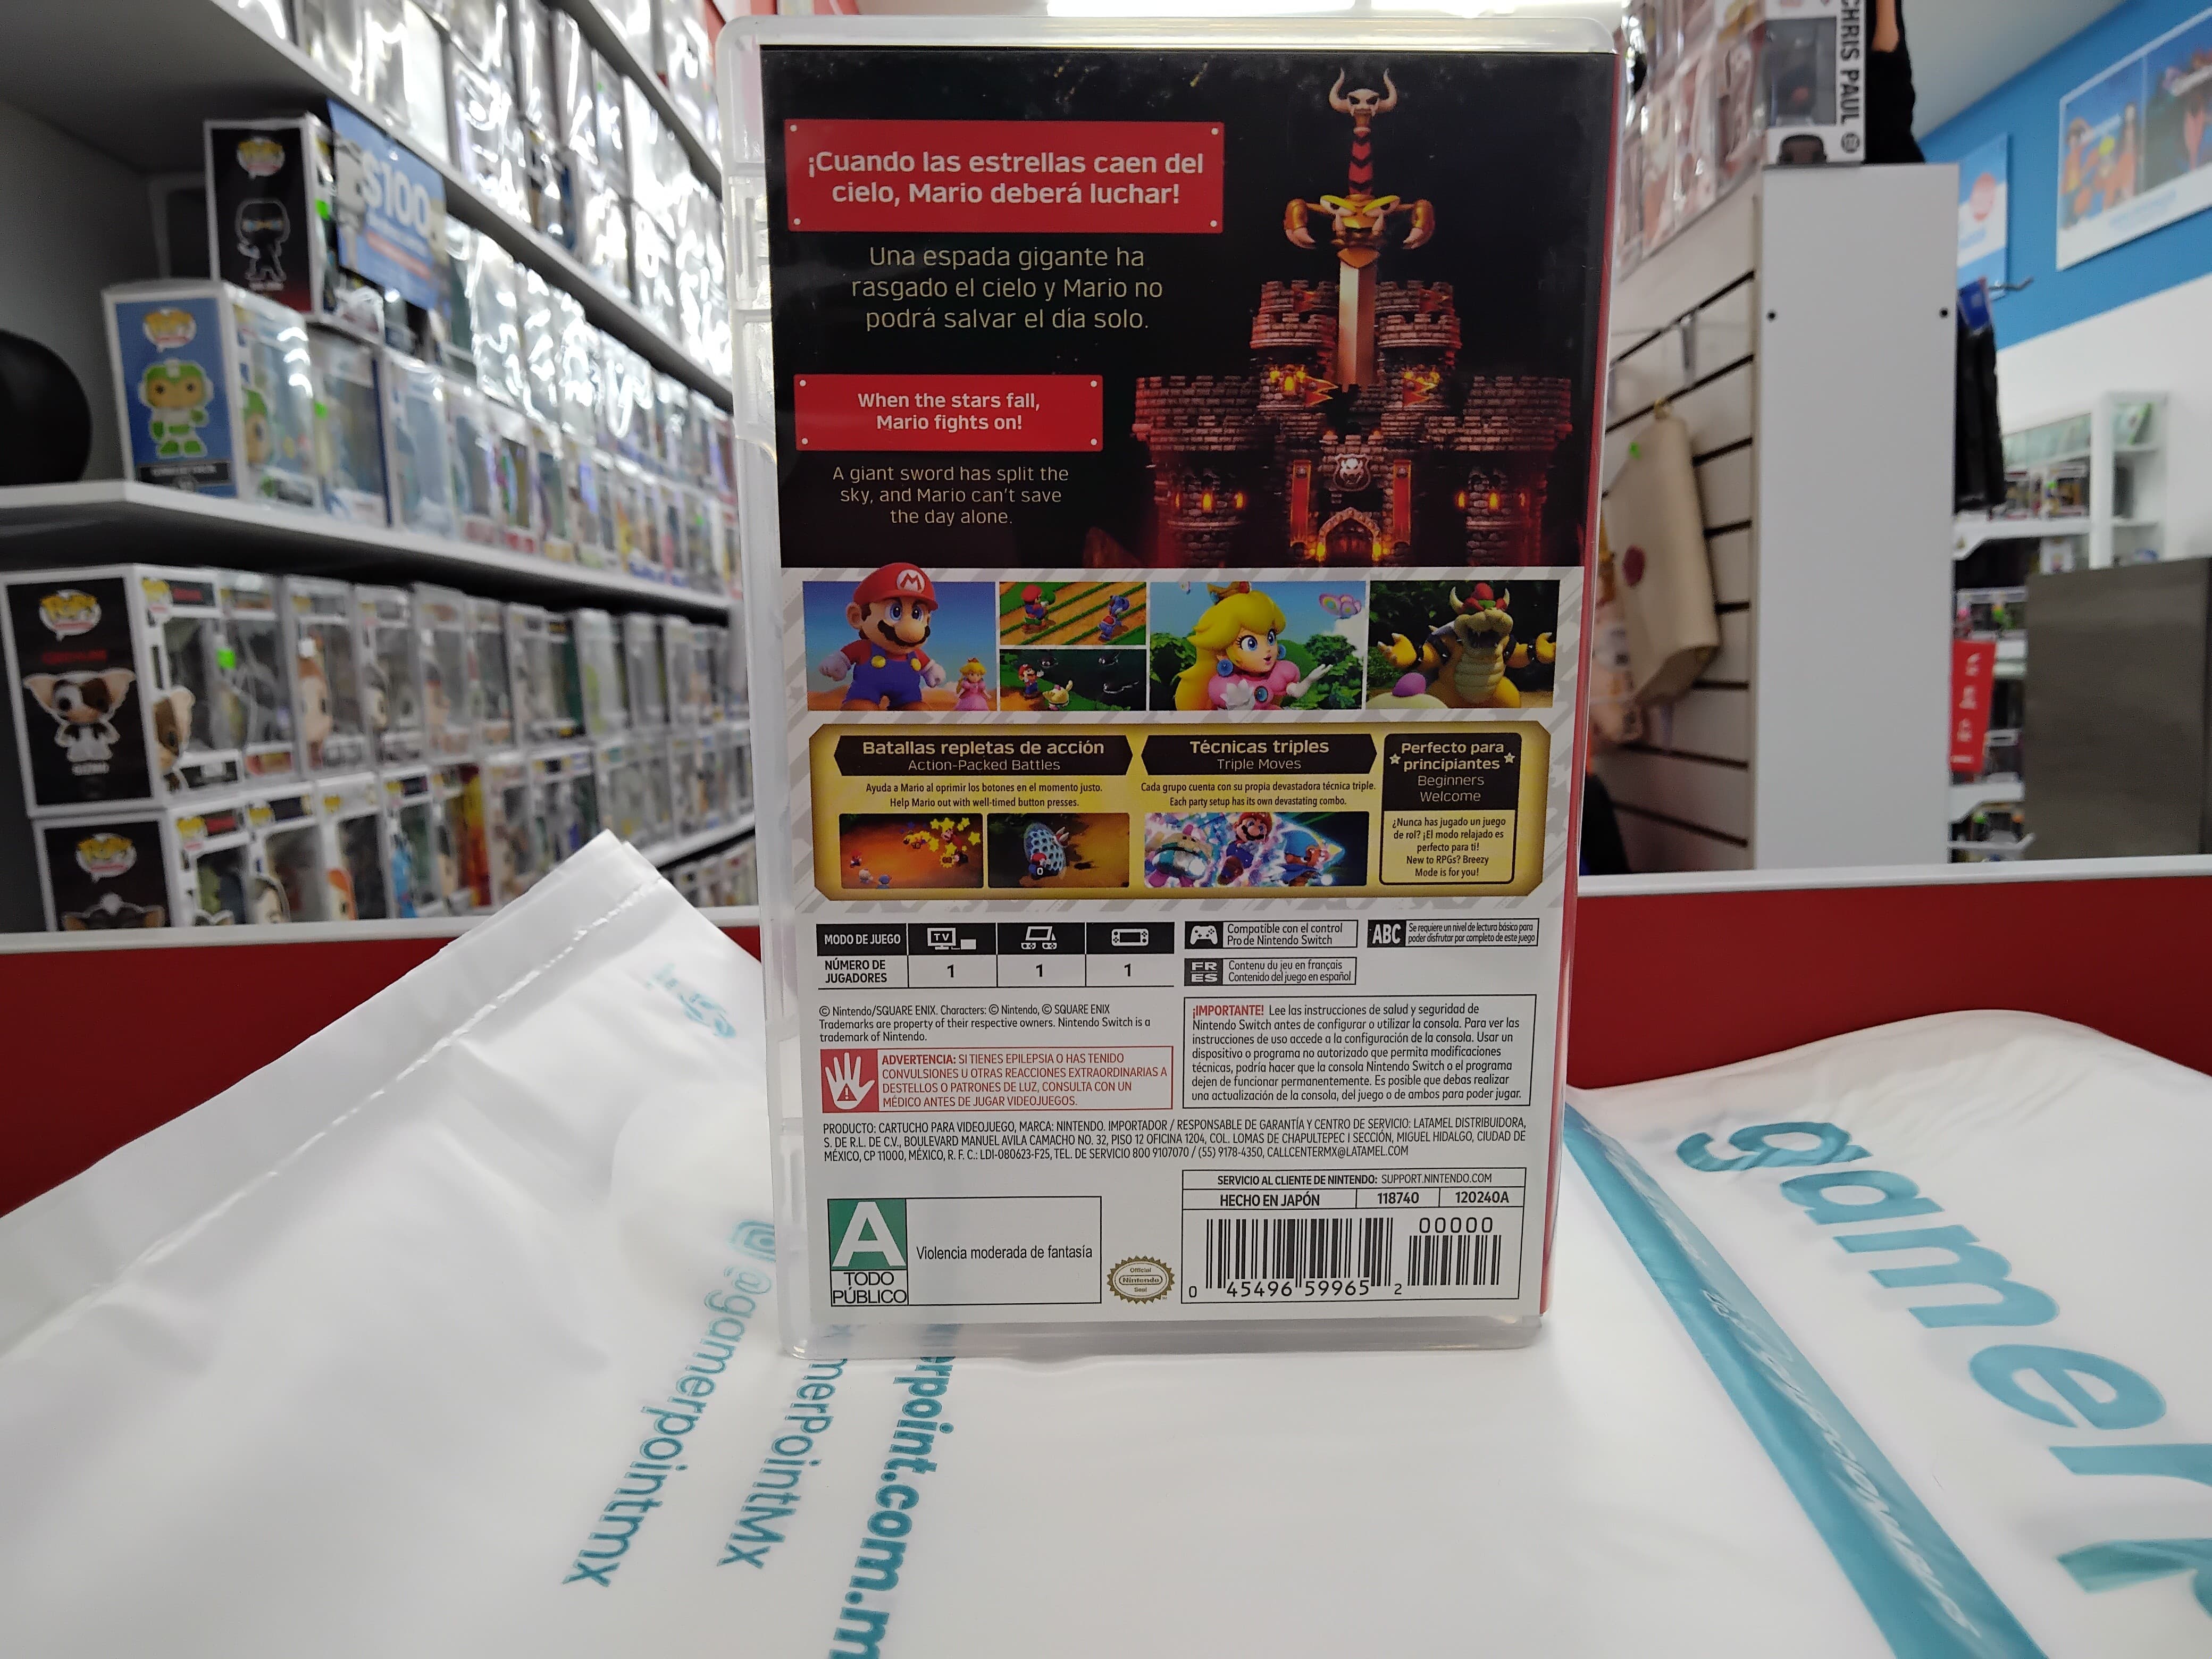 ¡Cuando las estrellas caen del
cielo, Mario deberá luchar!
Una espada gigante ha
rasgado el cielo y Mario no
podrá salvar el día solo.
When the stars fall,
Mario fights on!
A giant sword has split the
sky, and Mario can't save
the day alone.
Batallas repletas de acción
Action-Packed Battles
Ayuda a Mario al oprimir los botones en el momento justo.
Help Mario out with well-timed button presses.
Técnicas triples
Triple Moves
Cada grupo cuenta con su propia devastadora técnica triple.
Each party setup has its own devastating combo.
Perfecto para
principiantes
Beginners
Welcome
¿Nunca has jugado un juego
de rol? ¡El modo relajado es
perfecto para ti!
New to RPGs? Breezy
Mode is for you!
MODO DE JUEGO
TV
NÚMERO DE
JUGADORES
1 1 1
Compatible con el control
Pro de Nintendo Switch
ABC
Se requiere un nivel de lectura básico para
poder disfrutar por completo de este juego
FR
ES
Contenu du jeu en français
Contenido del juego en español
© Nintendo/SQUARE ENIX. Characters: © Nintendo, © SQUARE ENIX
Trademarks are property of their respective owners. Nintendo Switch is a
trademark of Nintendo.
ADVERTENCIA: SI TIENES EPILEPSIA O HAS TENIDO
CONVULSIONES U OTRAS REACCIONES EXTRAORDINARIAS A
DESTELLOS O PATRONES DE LUZ, CONSULTA CON UN
MÉDICO ANTES DE JUGAR VIDEOJUEGOS.
¡IMPORTANTE! Lee las instrucciones de salud y seguridad de
Nintendo Switch antes de configurar o utilizar la consola. Para ver las
instrucciones de uso accede a la configuración de la consola. Usar un
dispositivo o programa no autorizado que permita modificaciones
técnicas, podría hacer que la consola Nintendo Switch o el programa
dejen de funcionar permanentemente. Es posible que debas realizar
una actualización de la consola, del juego o de ambos para poder jugar.
PRODUCTO: CARTUCHO PARA VIDEOJUEGO, MARCA: NINTENDO. IMPORTADOR / RESPONSABLE DE GARANTÍA Y CENTRO DE SERVICIO: LATAMEL DISTRIBUIDORA,
S. DE R.L. DE C.V., BOULEVARD MANUEL AVILA CAMACHO NO. 32, PISO 12 OFICINA 1204, COL. LOMAS DE CHAPULTEPEC I SECCIÓN, MIGUEL HIDALGO, CIUDAD DE
MÉXICO, CP 11000, MÉXICO, R. F. C.: LDI-080623-F25, TEL. DE SERVICIO 800 9107070 / (55) 9178-4350, CALLCENTERMX@LATAMEL.COM
SERVICIO AL CLIENTE DE NINTENDO: SUPPORT.NINTENDO.COM
HECHO EN JAPÓN 118740 120240A
00000
0 45496 59965 2
A
TODO
PÚBLICO
Violencia moderada de fantasía
Official
Nintendo
Seal
CHRIS PAUL
$100
GIZMO
@gamerpointmx
merPointMx
erpoint.com.m
gamer